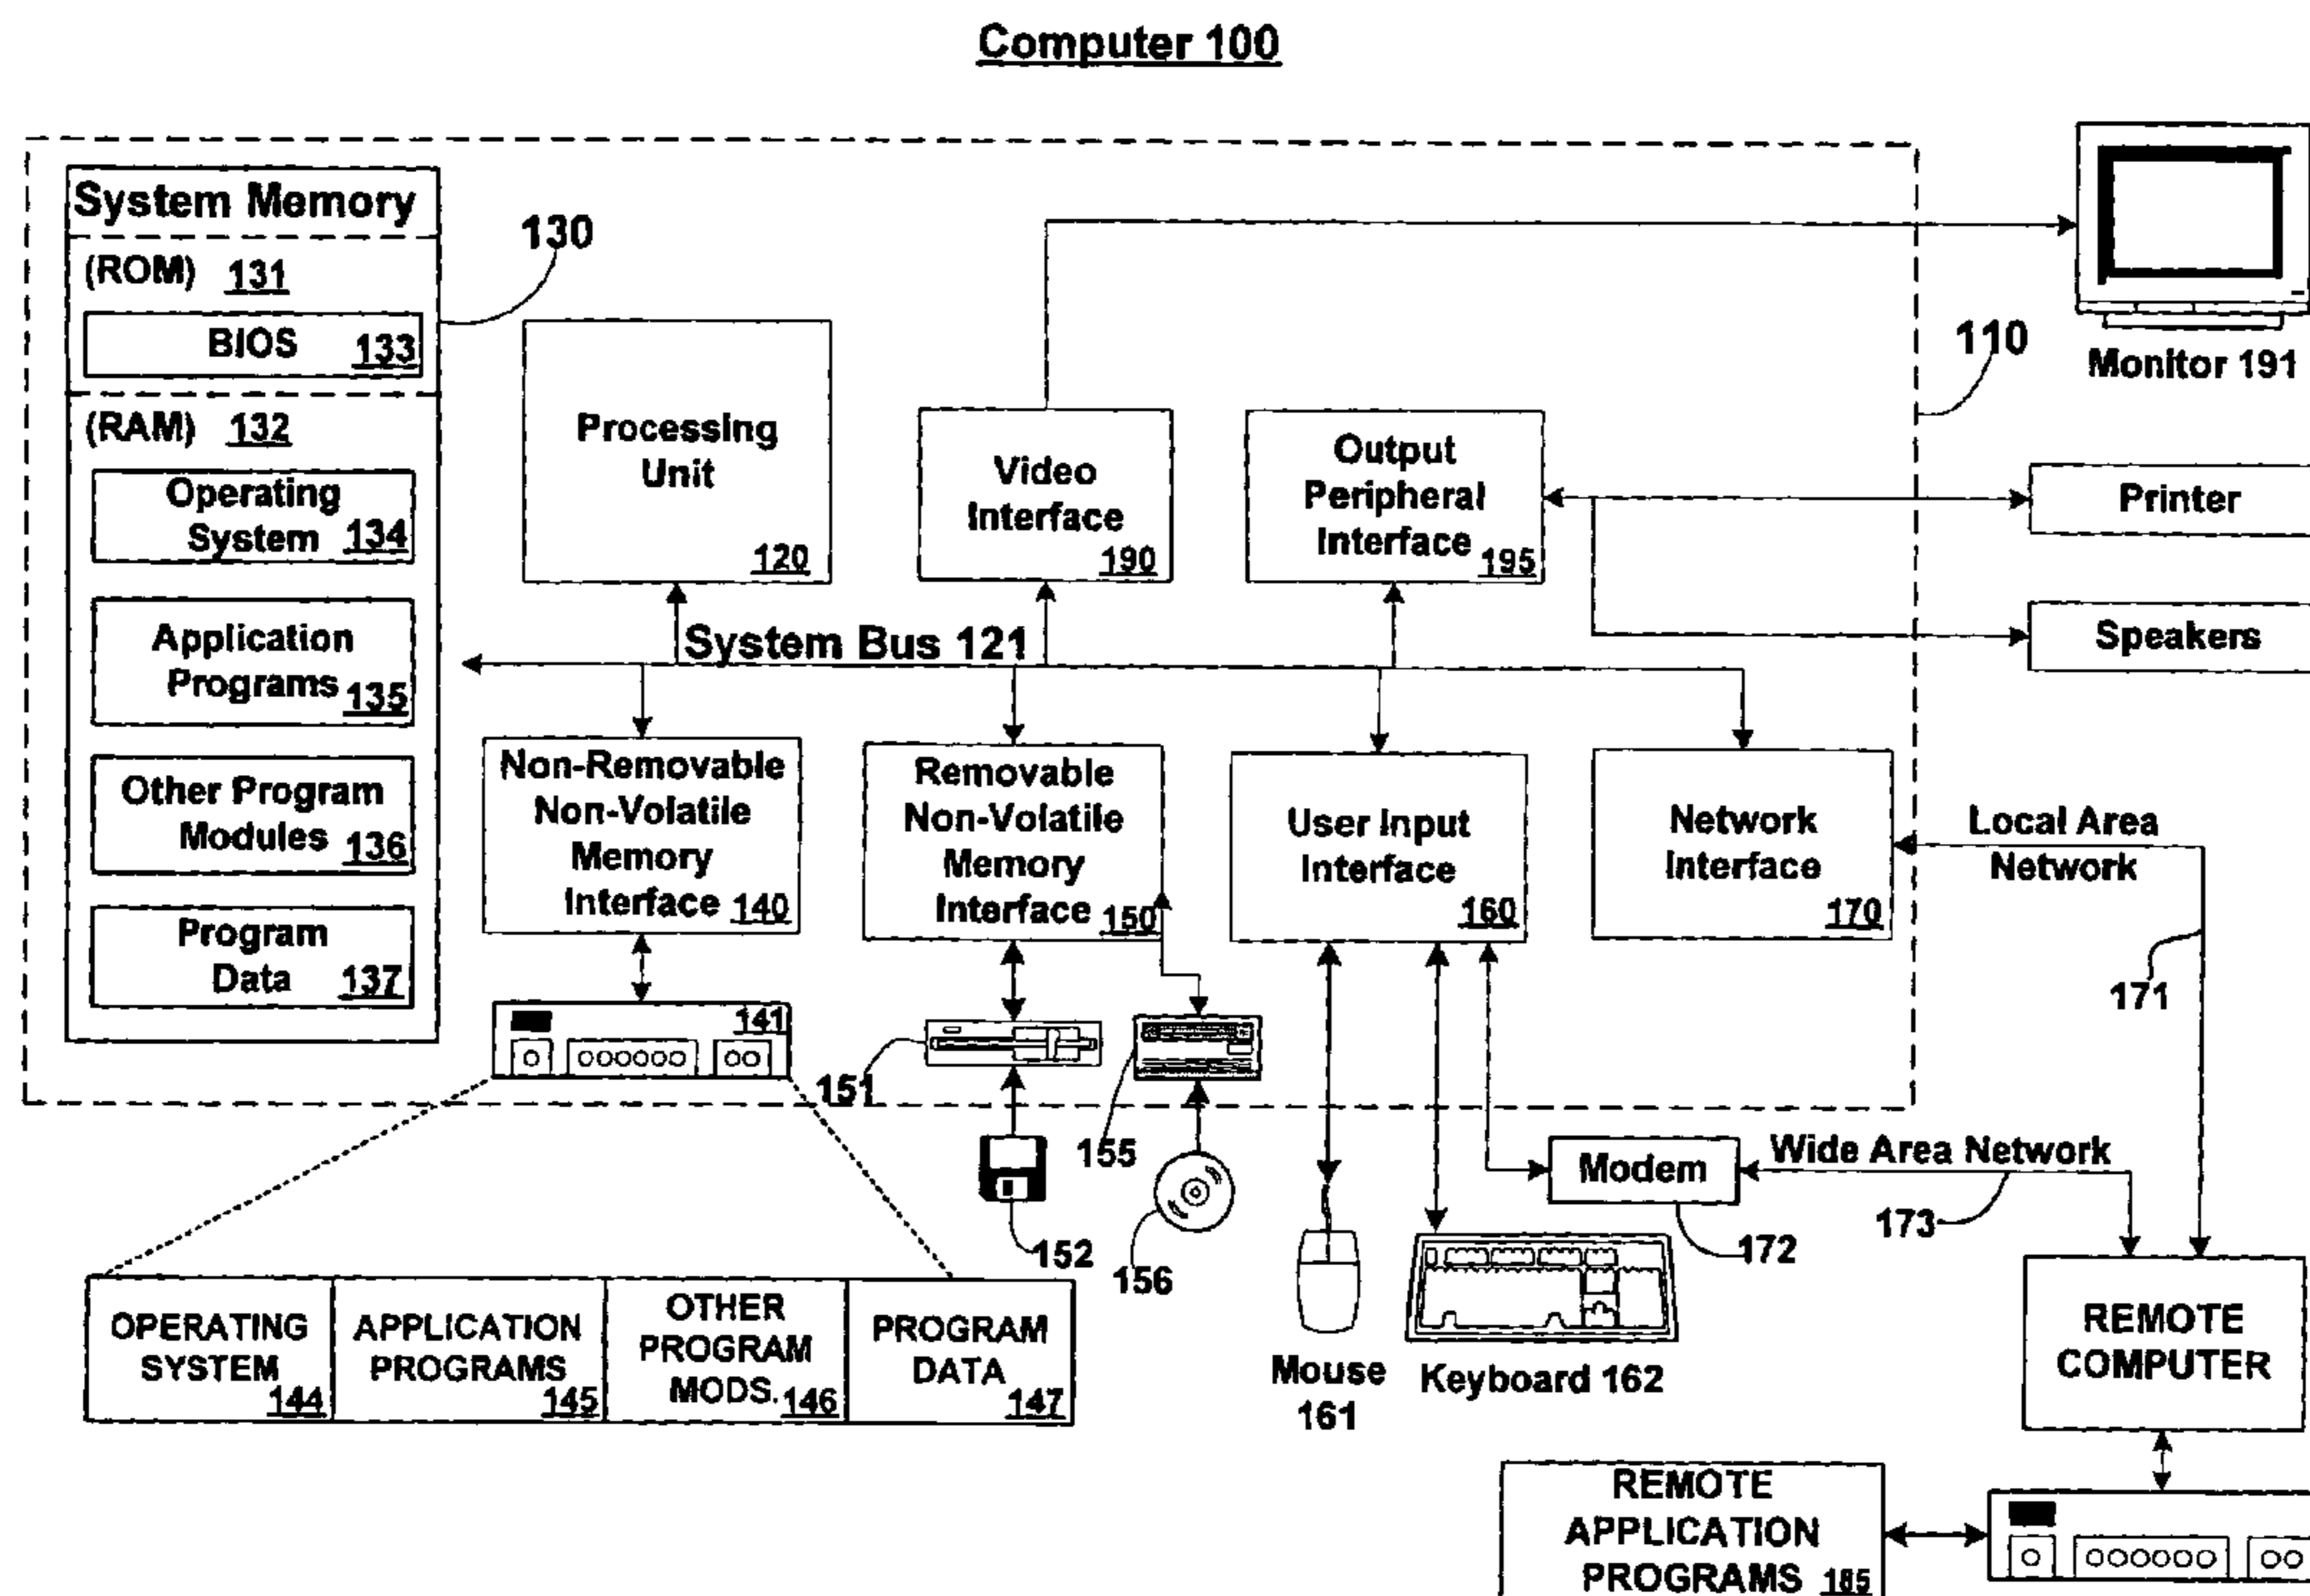 Computer 100
System Memory
(ROM) 131
BIOS 133
(RAM) 132
Operating
System 134
Application
Programs 135
Other Program
Modules 136
Program
Data 137
130
Processing
Unit
120
Video
Interface
190
Output
Peripheral
Interface 195
110
Monitor 191
Printer
Speakers
System Bus 121
Non-Removable
Non-Volatile
Memory
Interface 140
Removable
Non-Volatile
Memory
Interface 150
User Input
Interface
160
Network
Interface
170
Local Area
Network
171
141
151
155
152
156
Modem
172
Wide Area Network
173
Mouse
161
Keyboard 162
REMOTE
COMPUTER
OPERATING
SYSTEM 144
APPLICATION
PROGRAMS
145
OTHER
PROGRAM
MODS. 146
PROGRAM
DATA
147
REMOTE
APPLICATION
PROGRAMS 185